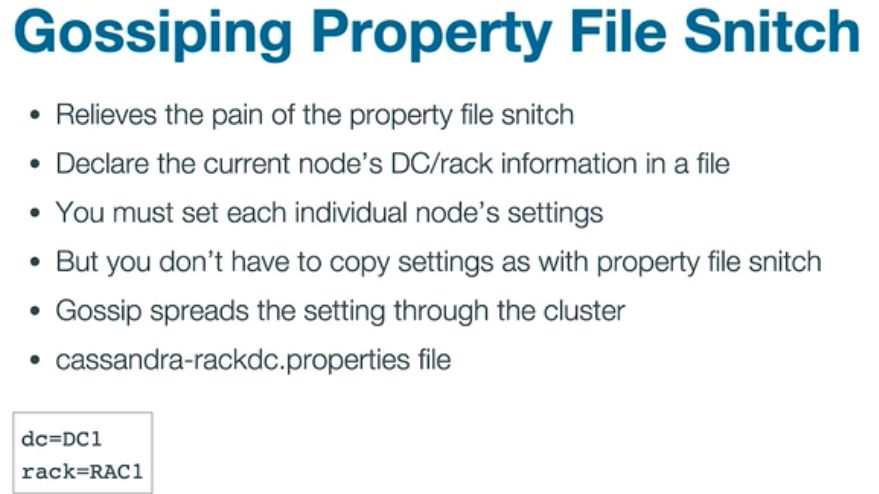 Gossiping Property File Snitch
• Relieves the pain of the property file snitch
• Declare the current node's DC/rack information in a file
• You must set each individual node's settings
• But you don't have to copy settings as with property file snitch
• Gossip spreads the setting through the cluster
• cassandra-rackdc.properties file
dc=DC1
rack=RAC1